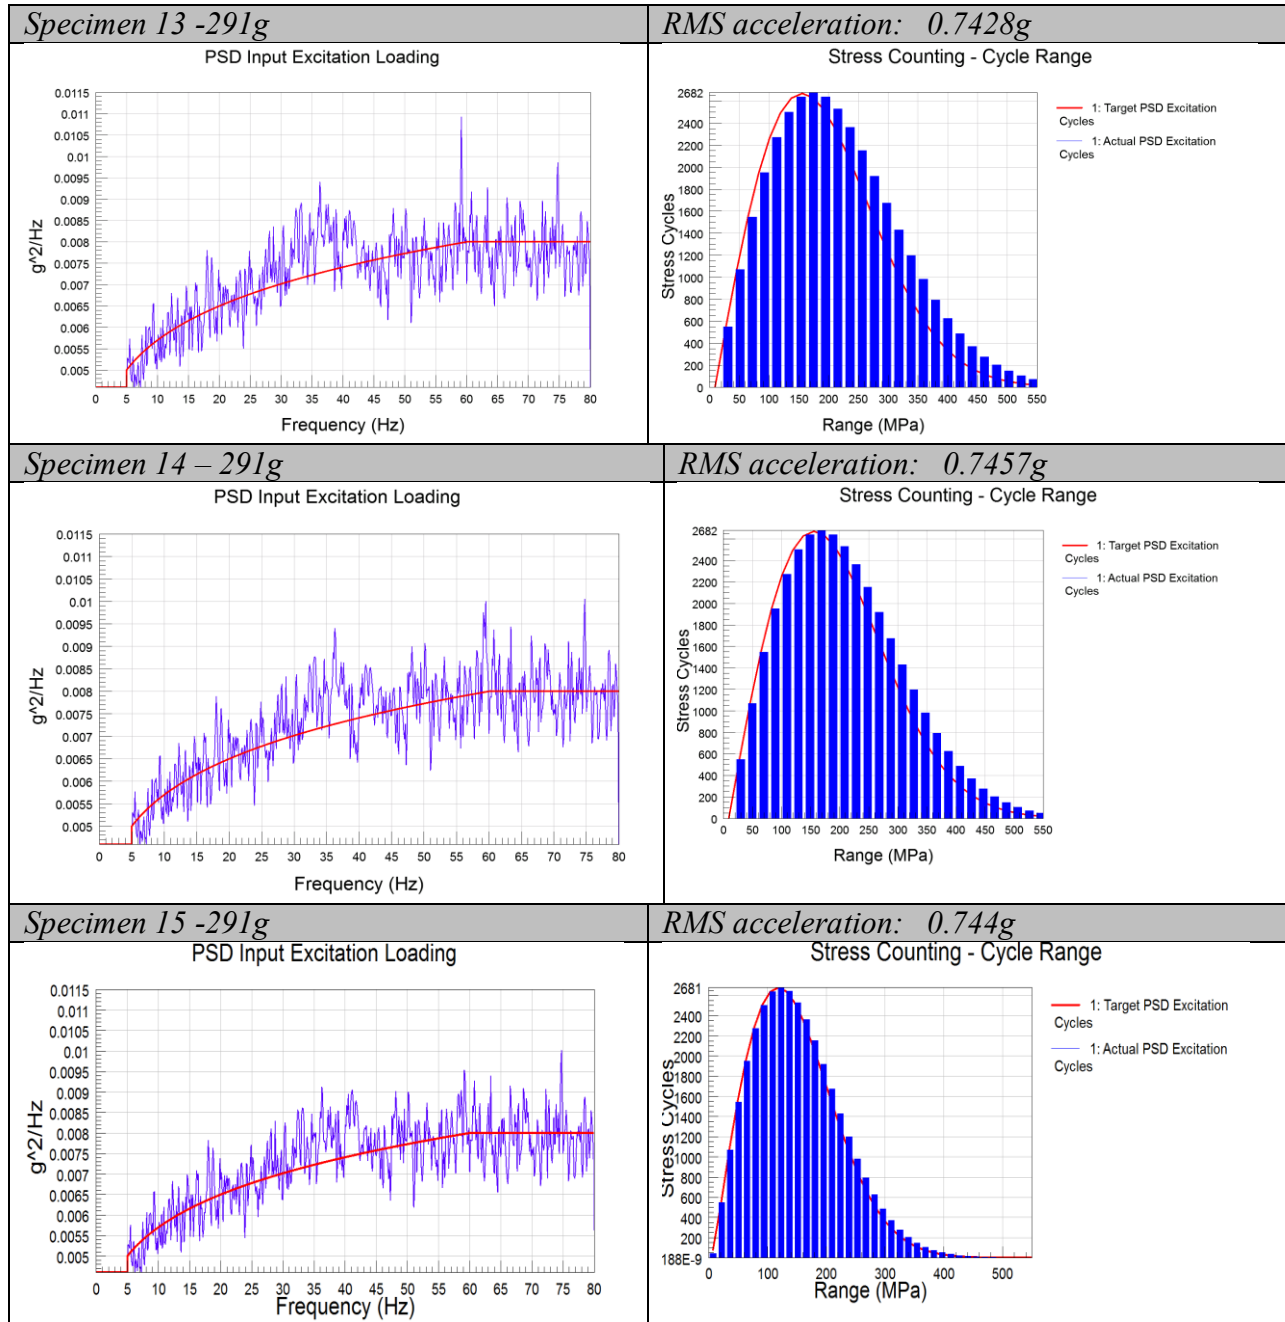 Specimen 13 -291g
RMS acceleration: 0.7428g
PSD Input Excitation Loading
0.0115
0.011
0.0105
0.01
0.0095
0.009
0.0085
0.008
0.0075
0.007
0.0065
0.006
0.0055
0.005
g^2/Hz
0 5 10 15 20 25 30 35 40 45 50 55 60 65 70 75 80
Frequency (Hz)
Stress Counting - Cycle Range
2682
2400
2200
2000
1800
1600
1400
1200
1000
800
600
400
200
0
Stress Cycles
0 50 100 150 200 250 300 350 400 450 500 550
Range (MPa)
1: Target PSD Excitation
Cycles
1: Actual PSD Excitation
Cycles
Specimen 14 – 291g
RMS acceleration: 0.7457g
PSD Input Excitation Loading
0.0115
0.011
0.0105
0.01
0.0095
0.009
0.0085
0.008
0.0075
0.007
0.0065
0.006
0.0055
0.005
g^2/Hz
0 5 10 15 20 25 30 35 40 45 50 55 60 65 70 75 80
Frequency (Hz)
Stress Counting - Cycle Range
2682
2400
2200
2000
1800
1600
1400
1200
1000
800
600
400
200
0
Stress Cycles
0 50 100 150 200 250 300 350 400 450 500 550
Range (MPa)
1: Target PSD Excitation
Cycles
1: Actual PSD Excitation
Cycles
Specimen 15 -291g
RMS acceleration: 0.744g
PSD Input Excitation Loading
0.0115
0.011
0.0105
0.01
0.0095
0.009
0.0085
0.008
0.0075
0.007
0.0065
0.006
0.0055
0.005
g^2/Hz
0 5 10 15 20 25 30 35 40 45 50 55 60 65 70 75 80
Frequency (Hz)
Stress Counting - Cycle Range
2681
2400
2200
2000
1800
1600
1400
1200
1000
800
600
400
200
188E-9
Stress Cycles
0 100 200 300 400 500
Range (MPa)
1: Target PSD Excitation
Cycles
1: Actual PSD Excitation
Cycles